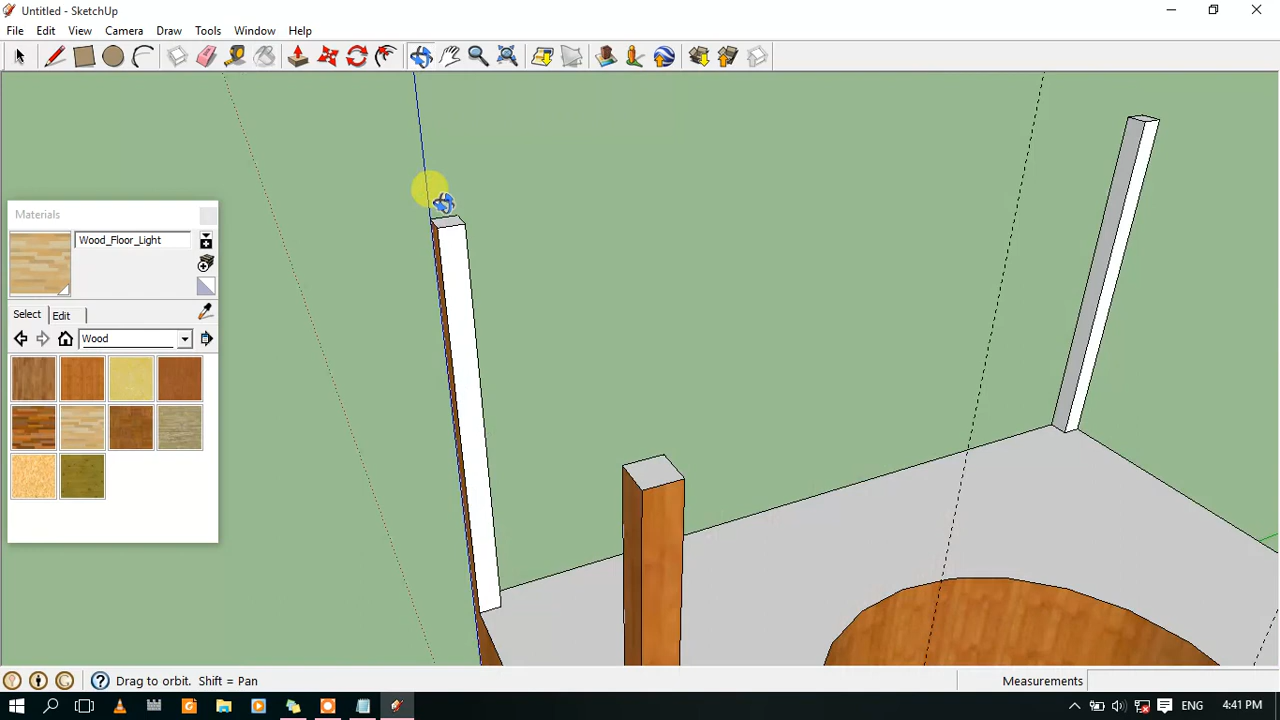 Untitled - SketchUp
File Edit View Camera Draw Tools Window Help
Materials
Wood_Floor_Light
Select Edit
Wood
Drag to orbit. Shift = Pan
Measurements
ENG 4:41 PM